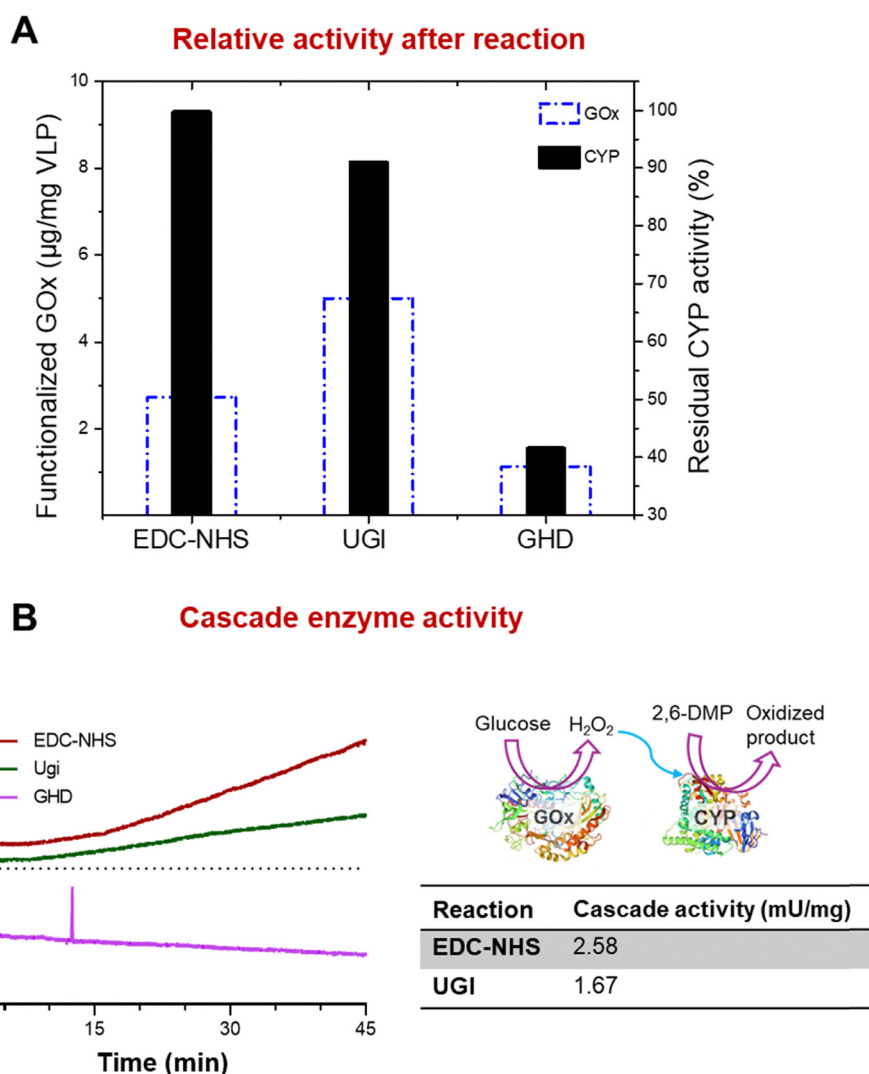 A
Relative activity after reaction
Functionalized GOx (µg/mg VLP)
10
8
6
4
2
GOx
CYP
100
90
80
70
60
50
40
30
Residual CYP activity (%)
EDC-NHS
UGI
GHD
B
Cascade enzyme activity
EDC-NHS
Ugi
GHD
15
30
45
Time (min)
Glucose
H₂O₂
2,6-DMP
Oxidized
product
GOx
CYP
Reaction Cascade activity (mU/mg)
EDC-NHS 2.58
UGI 1.67